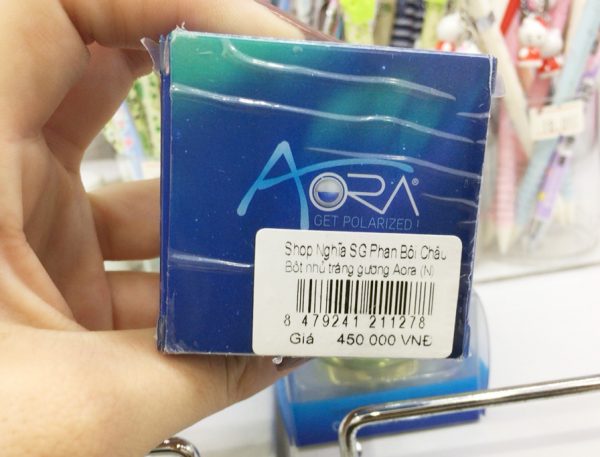 AORA®
GET POLARIZED !
Shop Nghĩa SG Phan Bội Châu
Bột nhủ tráng gương Aora (N)
8 479241 211278
Giá 450 000 VNĐ